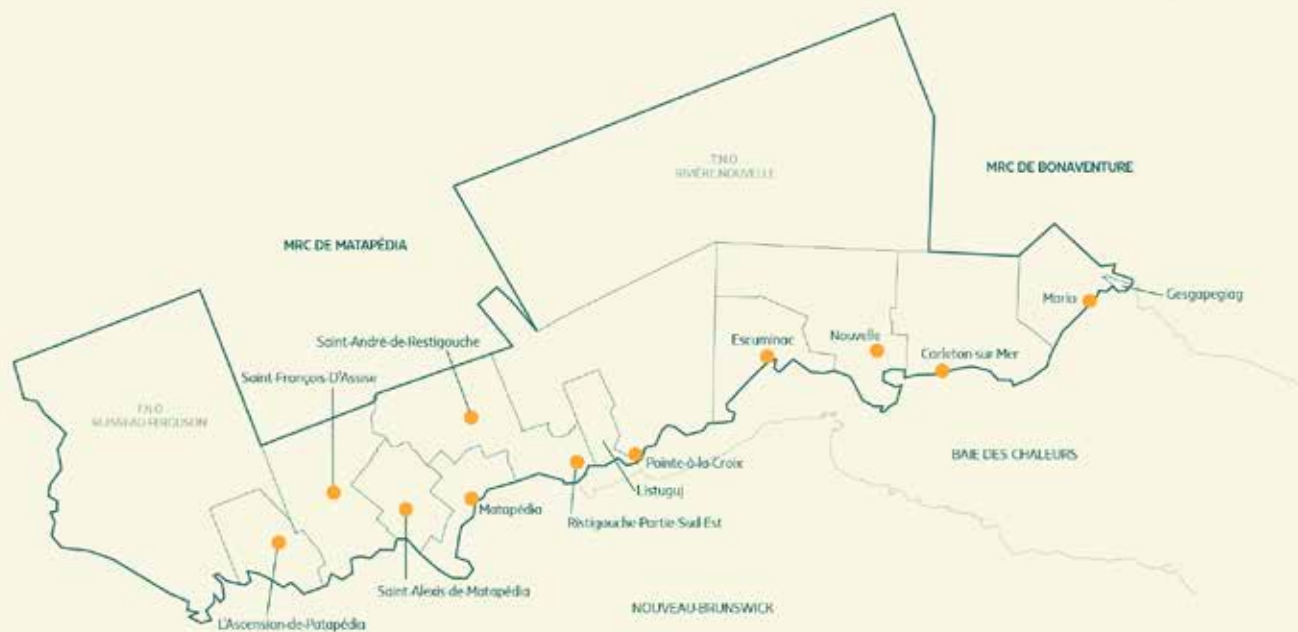 T.N.O
RIVIÈRE-NOUVELLE
MRC DE BONAVENTURE
MRC DE MATAPÉDIA
Gesgapegiag
Maria
Saint-André-de-Restigouche
Escuminac
Nouvelle
Carleton-sur-Mer
Saint-François-D'Assise
T.N.O
RUISSEAU-FERGUSON
BAIE DES CHALEURS
Pointe-à-la-Croix
Listuguj
Matapédia
Ristigouche-Partie-Sud-Est
Saint-Alexis-de-Matapédia
NOUVEAU-BRUNSWICK
L'Ascension-de-Patapédia